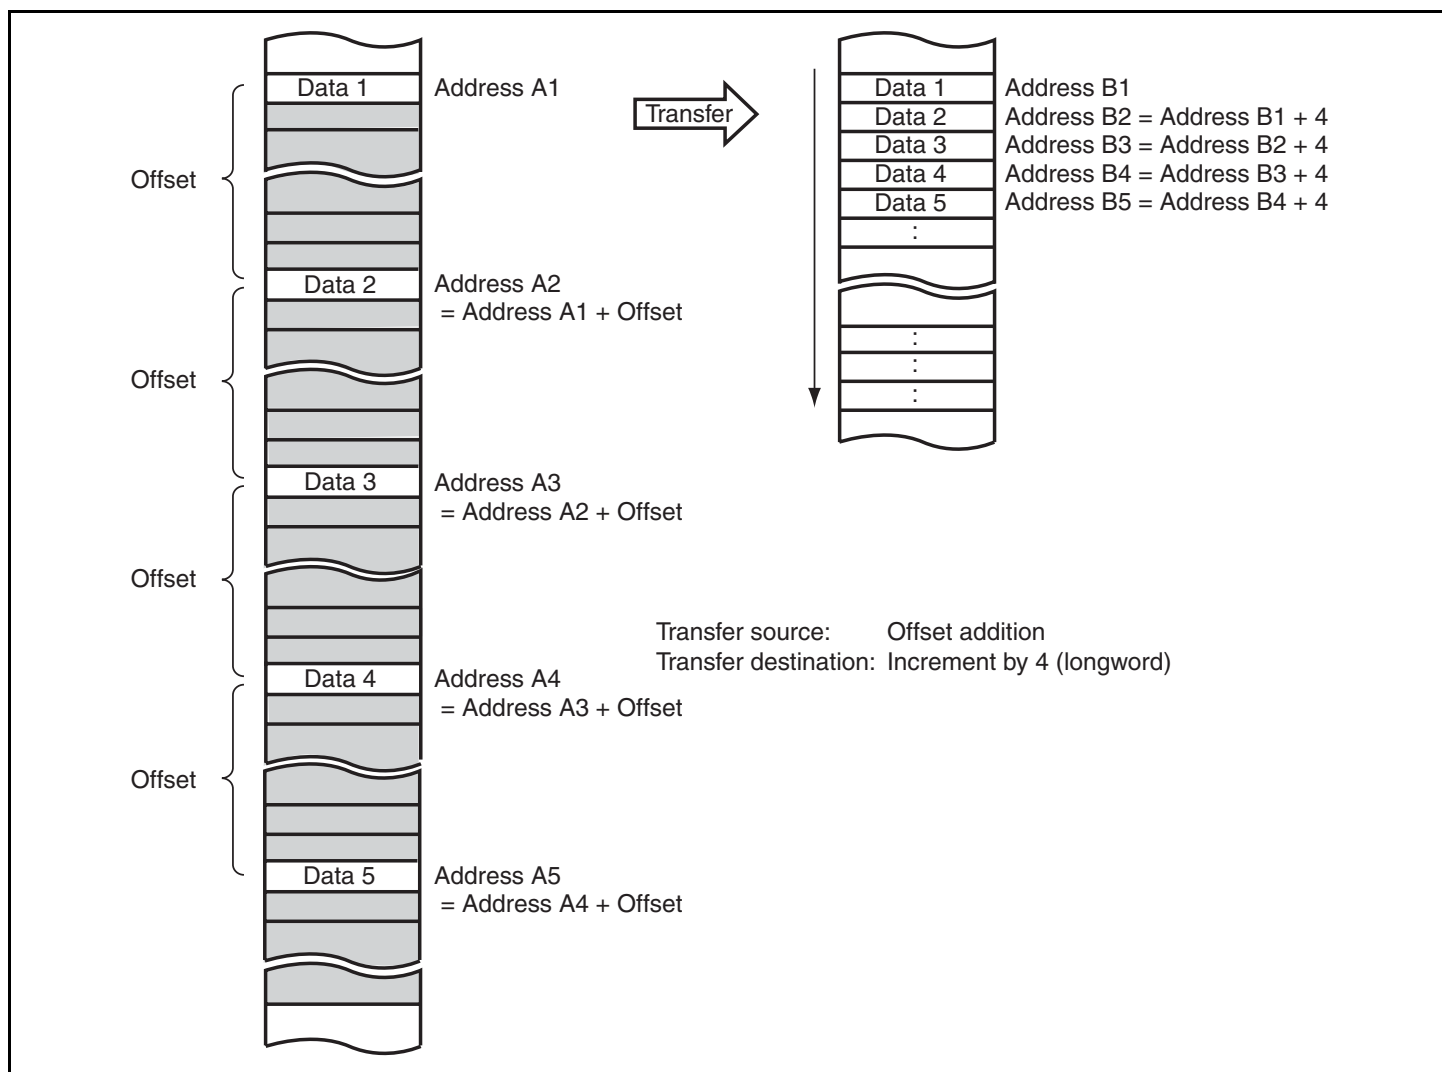 Data 1
Address A1
Offset
Data 2
Address A2
= Address A1 + Offset
Offset
Data 3
Address A3
= Address A2 + Offset
Offset
Data 4
Address A4
= Address A3 + Offset
Offset
Data 5
Address A5
= Address A4 + Offset
Transfer
Data 1 Address B1
Data 2 Address B2 = Address B1 + 4
Data 3 Address B3 = Address B2 + 4
Data 4 Address B4 = Address B3 + 4
Data 5 Address B5 = Address B4 + 4
:
:
:
:
Transfer source: Offset addition
Transfer destination: Increment by 4 (longword)